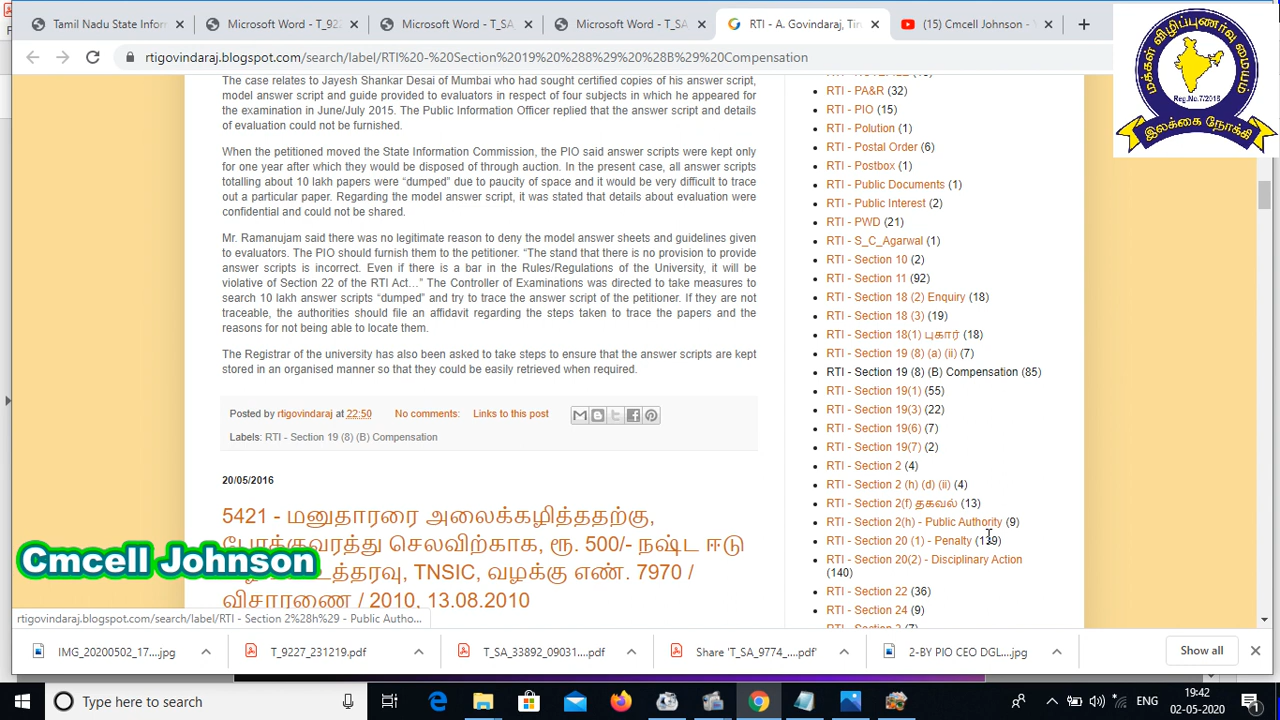 Tamil Nadu State Infor
Microsoft Word - T_922
Microsoft Word - T_SA
Microsoft Word - T_SA
RTI - A. Govindaraj, Tiru
(15) Cmcell Johnson - Y
rtigovindaraj.blogspot.com/search/label/RTI%20-%20Section%2019%20%288%29%20%28B%29%20Compensation
மக்கள் விழிப்புணர்வு மையம்
Reg.No.7/2018
இலக்கை நோக்கி
The case relates to Jayesh Shankar Desai of Mumbai who had sought certified copies of his answer script,
model answer script and guide provided to evaluators in respect of four subjects in which he appeared for
the examination in June/July 2015. The Public Information Officer replied that the answer script and details
of evaluation could not be furnished.
When the petitioned moved the State Information Commission, the PIO said answer scripts were kept only
for one year after which they would be disposed of through auction. In the present case, all answer scripts
totalling about 10 lakh papers were “dumped” due to paucity of space and it would be very difficult to trace
out a particular paper. Regarding the model answer script, it was stated that details about evaluation were
confidential and could not be shared.
Mr. Ramanujam said there was no legitimate reason to deny the model answer sheets and guidelines given
to evaluators. The PIO should furnish them to the petitioner. “The stand that there is no provision to provide
answer scripts is incorrect. Even if there is a bar in the Rules/Regulations of the University, it will be
violative of Section 22 of the RTI Act…” The Controller of Examinations was directed to take measures to
search 10 lakh answer scripts “dumped” and try to trace the answer script of the petitioner. If they are not
traceable, the authorities should file an affidavit regarding the steps taken to trace the papers and the
reasons for not being able to locate them.
The Registrar of the university has also been asked to take steps to ensure that the answer scripts are kept
stored in an organised manner so that they could be easily retrieved when required.
Posted by rtigovindaraj at 22:50 No comments: Links to this post
Labels: RTI - Section 19 (8) (B) Compensation
20/05/2016
5421 - மனுதாரரை அலைக்கழித்ததற்கு,
போக்குவரத்து செலவிற்காக, ரூ. 500/- நஷ்ட ஈடு
த்தரவு, TNSIC, வழக்கு எண். 7970 /
விசாரணை / 2010, 13.08.2010
RTI - PA&R (32)
RTI - PIO (15)
RTI - Polution (1)
RTI - Postal Order (6)
RTI - Postbox (1)
RTI - Public Documents (1)
RTI - Public Interest (2)
RTI - PWD (21)
RTI - S_C_Agarwal (1)
RTI - Section 10 (2)
RTI - Section 11 (92)
RTI - Section 18 (2) Enquiry (18)
RTI - Section 18 (3) (19)
RTI - Section 18(1) புகார் (18)
RTI - Section 19 (8) (a) (ii) (7)
RTI - Section 19 (8) (B) Compensation (85)
RTI - Section 19(1) (55)
RTI - Section 19(3) (22)
RTI - Section 19(6) (7)
RTI - Section 19(7) (2)
RTI - Section 2 (4)
RTI - Section 2 (h) (d) (ii) (4)
RTI - Section 2(f) தகவல் (13)
RTI - Section 2(h) - Public Authority (9)
RTI - Section 20 (1) - Penalty
RTI - Section 20(2) - Disciplinary Action
(140)
RTI - Section 22 (36)
RTI - Section 24 (9)
Cmcell Johnson
rtigovindaraj.blogspot.com/search/label/RTI - Section 2%28h%29 - Public Autho...
IMG_20200502_17....jpg
T_9227_231219.pdf
T_SA_33892_09031....pdf
Share 'T_SA_9774_....pdf'
2-BY PIO CEO DGL....jpg
Show all
Type here to search
ENG
19:42
02-05-2020
1